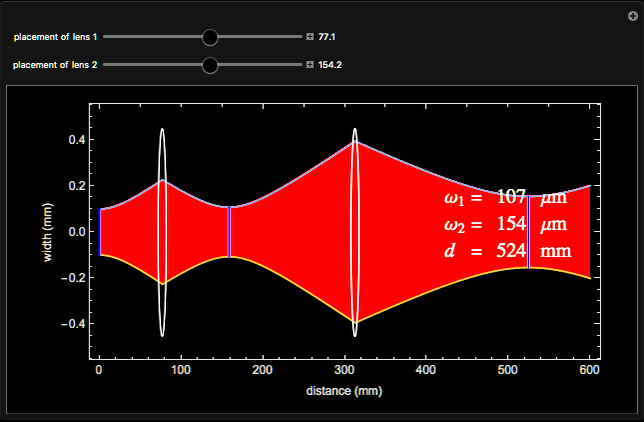 placement of lens 1 77.1
placement of lens 2 154.2
0.4
0.2
0.0
−0.2
−0.4
width (mm)
ω1 = 107 μm
ω2 = 154 μm
d = 524 mm
0 100 200 300 400 500 600
distance (mm)